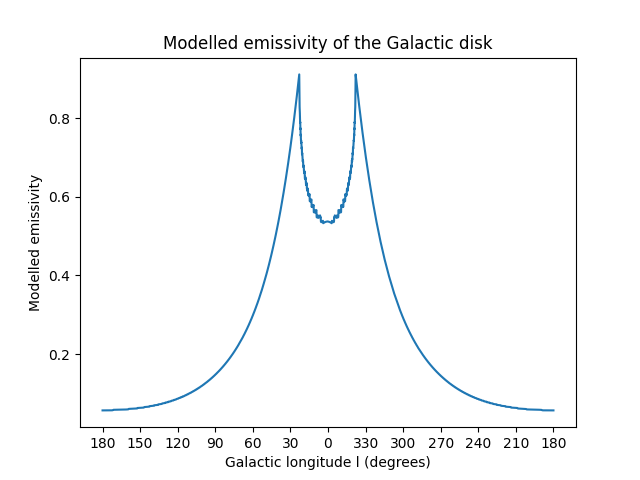 Modelled emissivity of the Galactic disk
Modelled emissivity
0.8
0.6
0.4
0.2
180 150 120 90 60 30 0 330 300 270 240 210 180
Galactic longitude l (degrees)